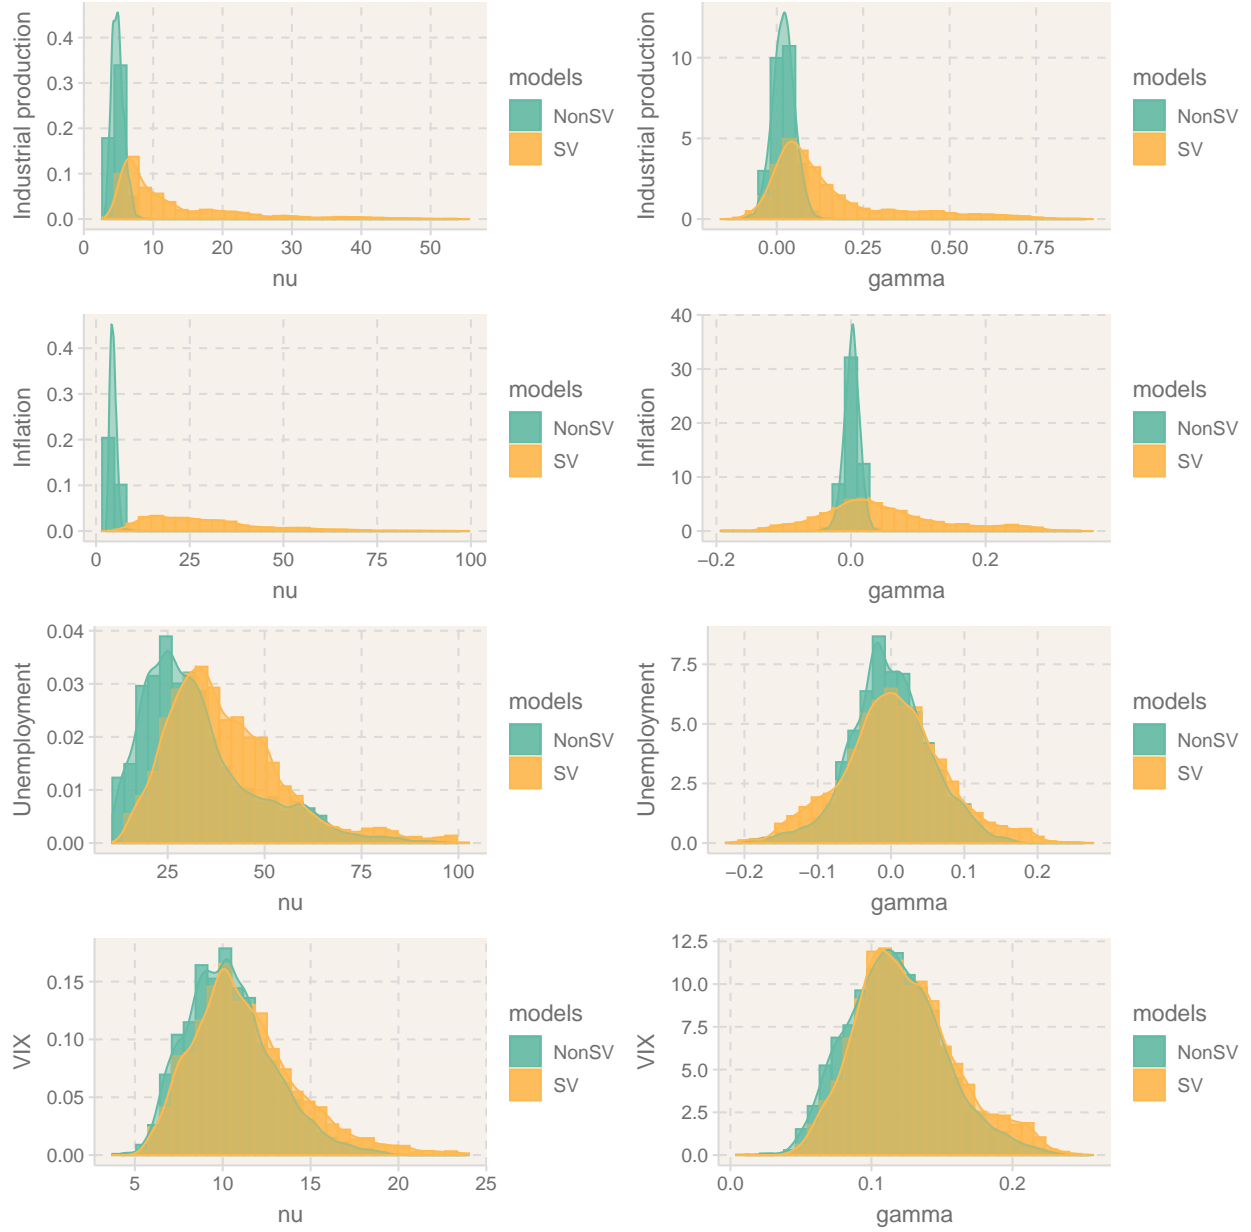 Industrial production
0.4
0.3
0.2
0.1
0.0
0 10 20 30 40 50
nu
models
NonSV
SV
Industrial production
10
5
0
0.00 0.25 0.50 0.75
gamma
models
NonSV
SV
Inflation
0.4
0.3
0.2
0.1
0.0
0 25 50 75 100
nu
models
NonSV
SV
Inflation
40
30
20
10
0
−0.2 0.0 0.2
gamma
models
NonSV
SV
Unemployment
0.04
0.03
0.02
0.01
0.00
25 50 75 100
nu
models
NonSV
SV
Unemployment
7.5
5.0
2.5
0.0
−0.2 −0.1 0.0 0.1 0.2
gamma
models
NonSV
SV
VIX
0.15
0.10
0.05
0.00
5 10 15 20 25
nu
models
NonSV
SV
VIX
12.5
10.0
7.5
5.0
2.5
0.0
0.0 0.1 0.2
gamma
models
NonSV
SV